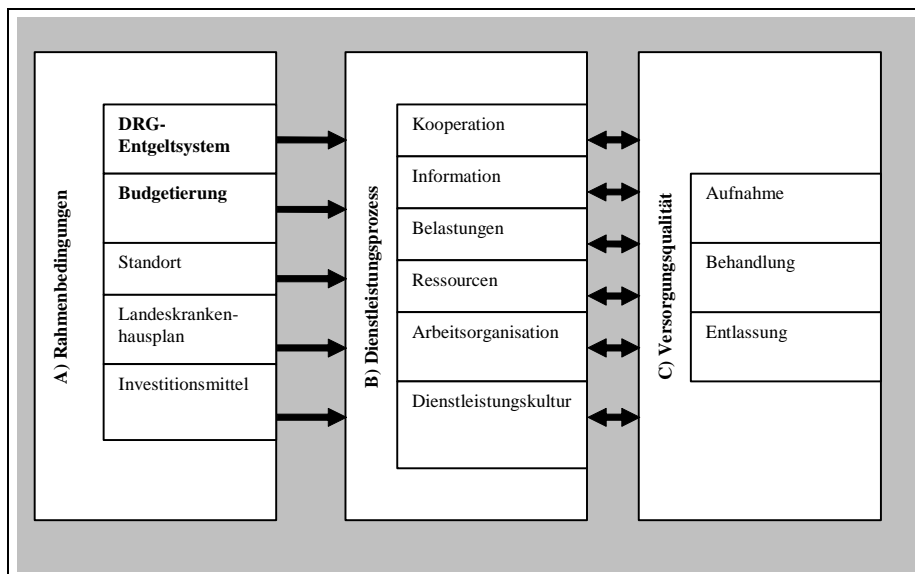 A) Rahmenbedingungen
DRG-
Entgeltsystem
Budgetierung
Standort
Landeskranken-
hausplan
Investitionsmittel
B) Dienstleistungsprozess
Kooperation
Information
Belastungen
Ressourcen
Arbeitsorganisation
Dienstleistungskultur
C) Versorgungsqualität
Aufnahme
Behandlung
Entlassung